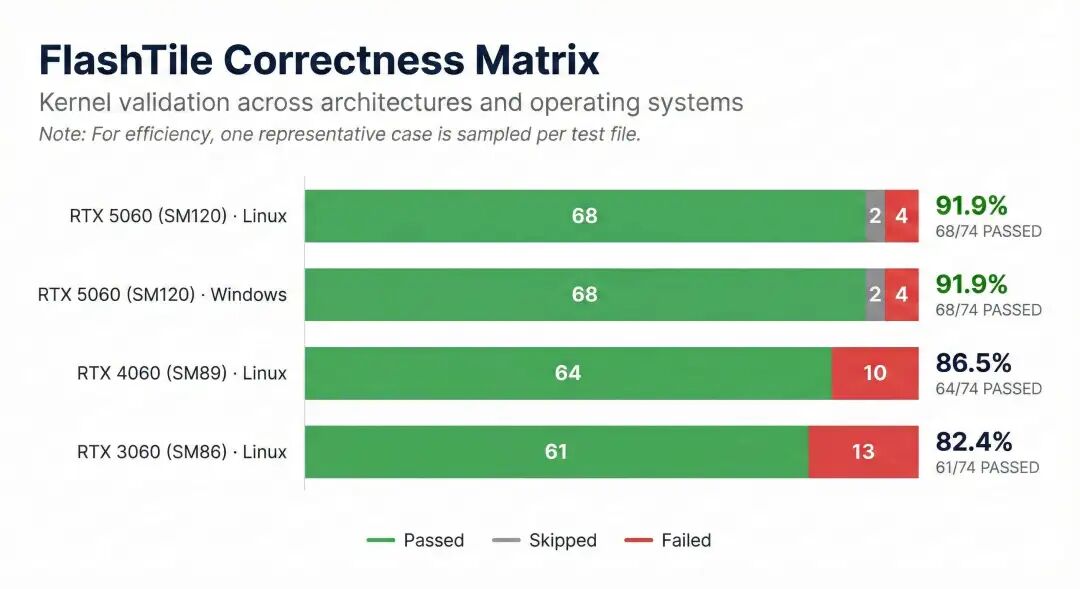 FlashTile Correctness Matrix
Kernel validation across architectures and operating systems
Note: For efficiency, one representative case is sampled per test file.
RTX 5060 (SM120) · Linux
68
2
4
91.9%
68/74 PASSED
RTX 5060 (SM120) · Windows
68
2
4
91.9%
68/74 PASSED
RTX 4060 (SM89) · Linux
64
10
86.5%
64/74 PASSED
RTX 3060 (SM86) · Linux
61
13
82.4%
61/74 PASSED
Passed
Skipped
Failed